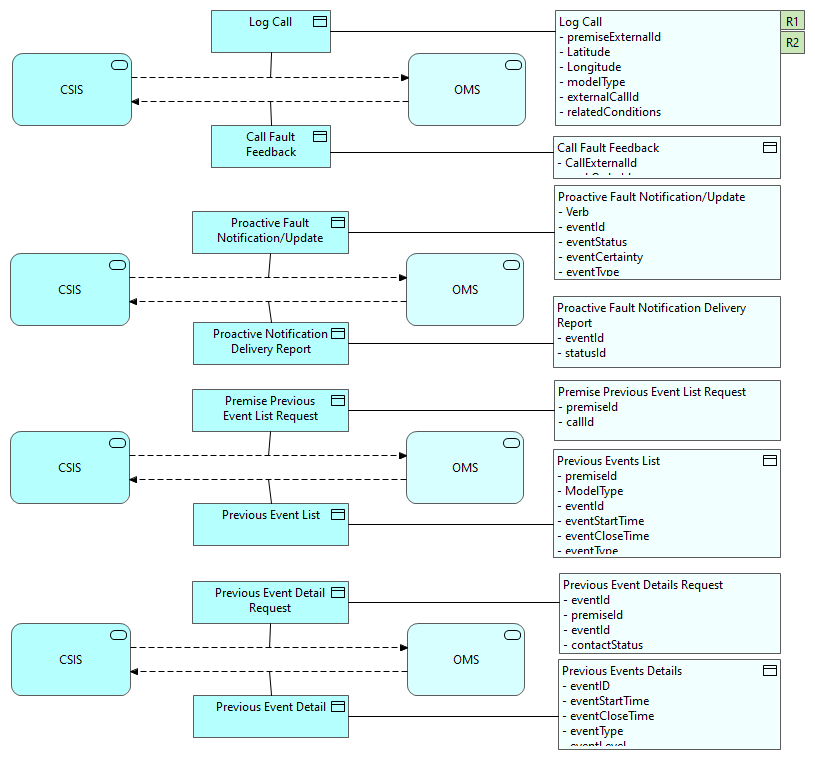 Log Call
Log Call
- premiseExternalId
- Latitude
- Longitude
- modelType
- externalCallId
- relatedConditions
R1
R2
CSIS
OMS
Call Fault
Feedback
Call Fault Feedback
- CallExternalId
Proactive Fault
Notification/Update
Proactive Fault Notification/Update
- Verb
- eventId
- eventStatus
- eventCertainty
- eventType
CSIS
OMS
Proactive Notification
Delivery Report
Proactive Fault Notification Delivery
Report
- eventId
- statusId
Premise Previous
Event List Request
Premise Previous Event List Request
- premiseId
- callId
CSIS
OMS
Previous Event List
Previous Events List
- premiseId
- ModelType
- eventId
- eventStartTime
- eventCloseTime
- eventType
Previous Event Detail
Request
Previous Event Details Request
- eventId
- premiseId
- eventId
- contactStatus
CSIS
OMS
Previous Event Detail
Previous Events Details
- eventID
- eventStartTime
- eventCloseTime
- eventType
- eventLevel